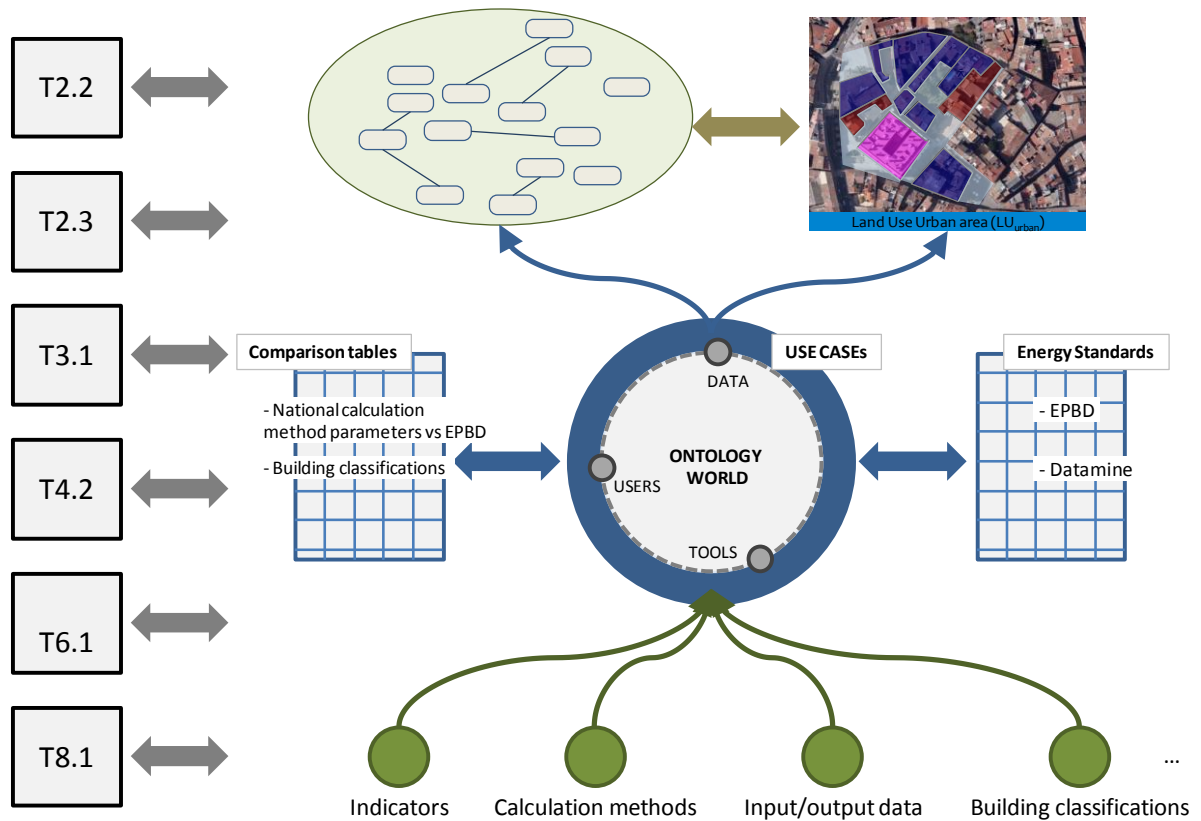 T2.2
T2.3
T3.1
T4.2
T6.1
T8.1
Land Use Urban area (LUurban)
Comparison tables
- National calculation
method parameters vs EPBD
- Building classifications
USE CASEs
DATA
ONTOLOGY
WORLD
USERS
TOOLS
Energy Standards
- EPBD
- Datamine
Indicators
Calculation methods
Input/output data
Building classifications
...